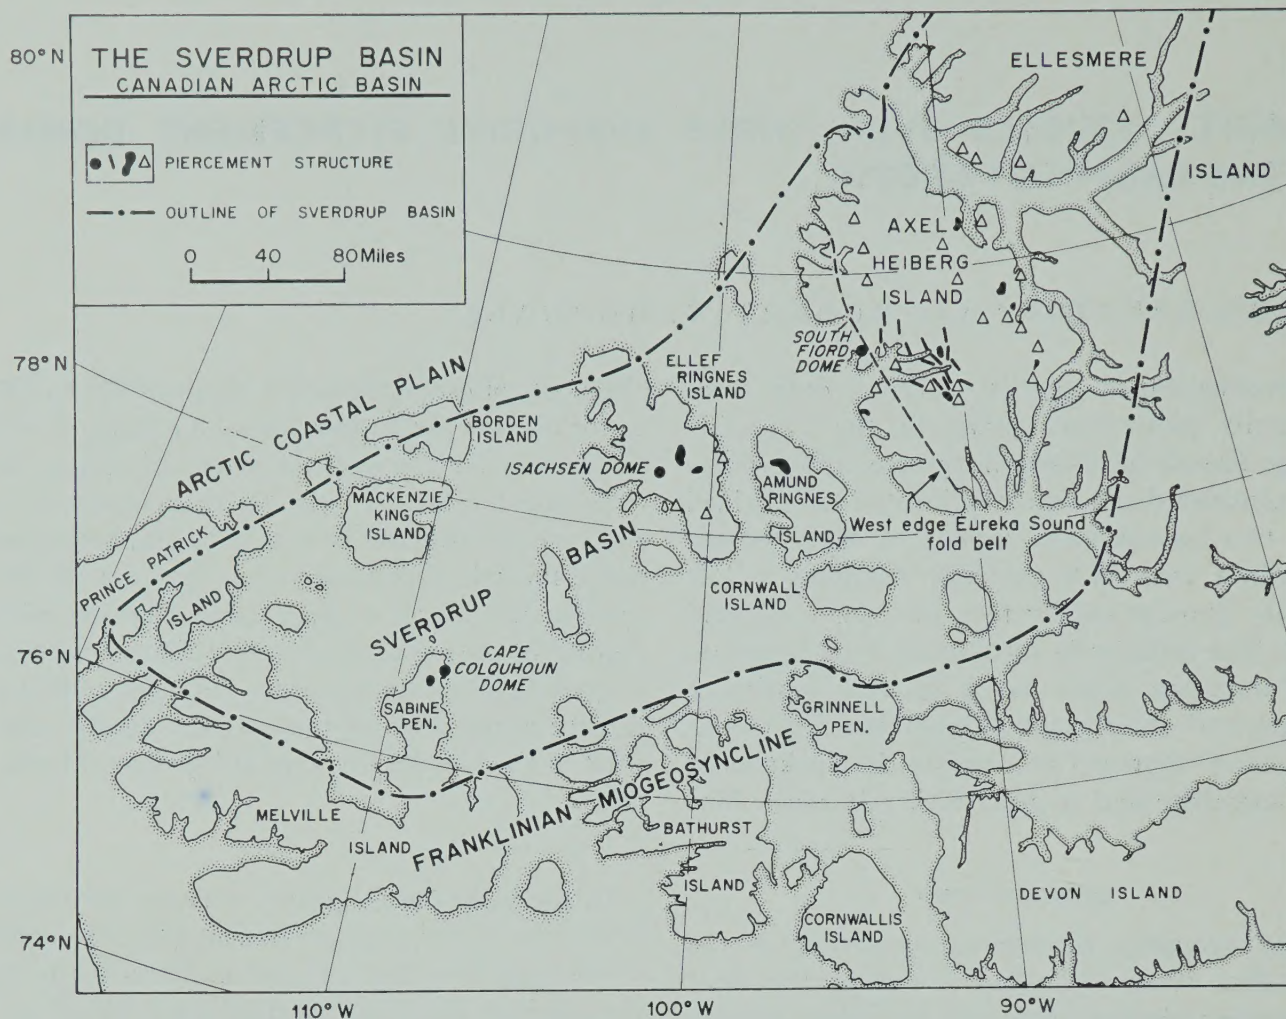 THE SVERDRUP BASIN
CANADIAN ARCTIC BASIN
PIERCEMENT STRUCTURE
OUTLINE OF SVERDRUP BASIN
0 40 80 Miles
80°N
78°N
76°N
74°N
110°W
100°W
90°W
ELLESMERE
ISLAND
AXEL
HEIBERG
ISLAND
SOUTH
FIORD
DOME
ELLEF
RINGNES
ISLAND
ARCTIC COASTAL PLAIN
BORDEN
ISLAND
ISACHSEN DOME
AMUND
RINGNES
ISLAND
MACKENZIE
KING
ISLAND
West edge Eureka Sound
fold belt
PRINCE PATRICK
ISLAND
SVERDRUP BASIN
CORNWALL
ISLAND
CAPE
COLQUHOUN
DOME
SABINE
PEN.
GRINNELL
PEN.
FRANKLINIAN MIOGEOSYNCLINE
MELVILLE
ISLAND
BATHURST
ISLAND
CORNWALLIS
ISLAND
DEVON ISLAND